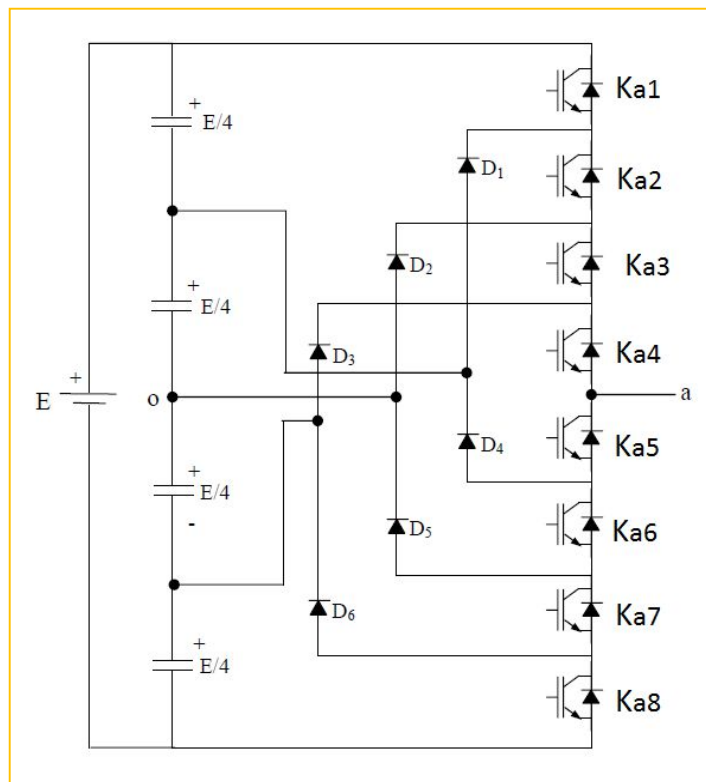 Ka1
+
E/4
D₁
Ka2
D₂
Ka3
+
E/4
D₃
Ka4
+
E
o
a
D₄
Ka5
+
E/4
-
D₅
Ka6
D₆
Ka7
+
E/4
Ka8